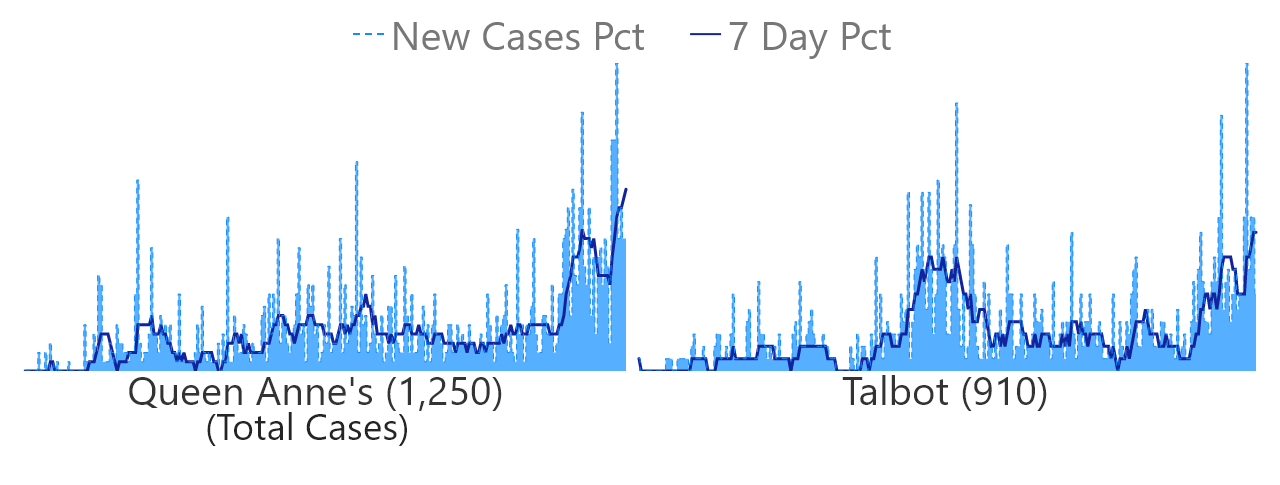 New Cases Pct 7 Day Pct
Queen Anne's (1,250) Talbot (910)
(Total Cases)